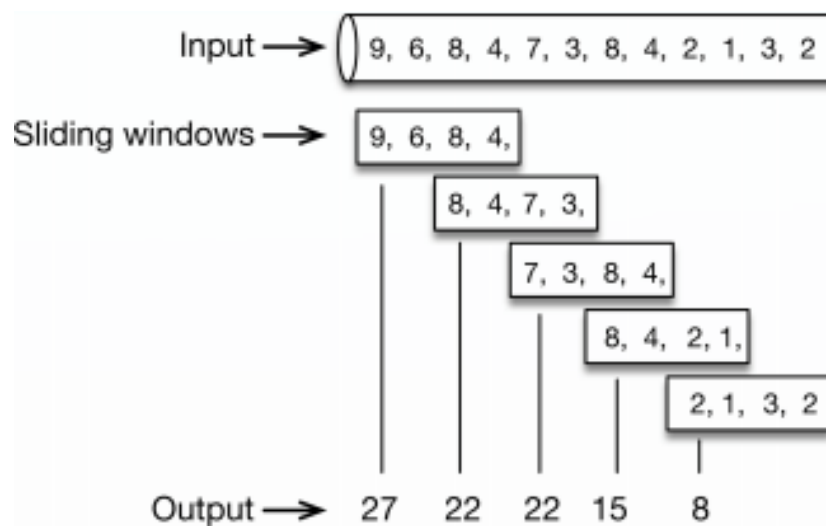 Input 9, 6, 8, 4, 7, 3, 8, 4, 2, 1, 3, 2
Sliding windows 9, 6, 8, 4,
8, 4, 7, 3,
7, 3, 8, 4,
8, 4, 2, 1,
2, 1, 3, 2
Output 27 22 22 15 8